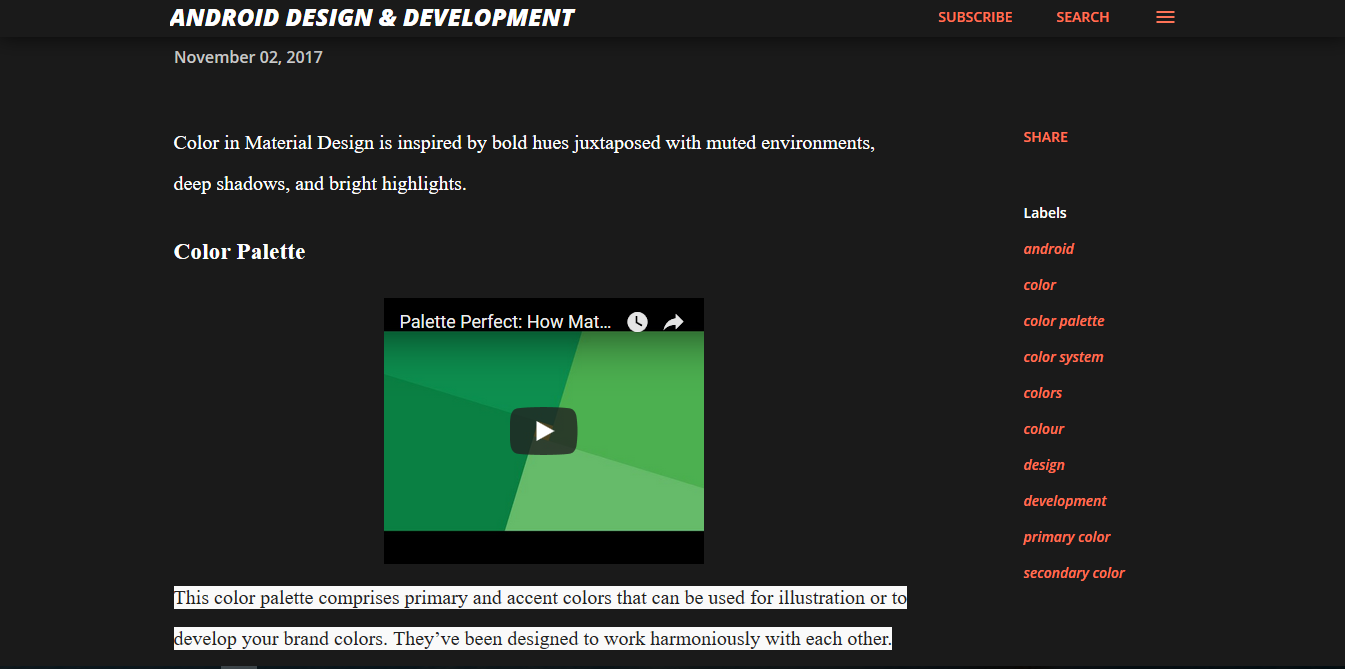 ANDROID DESIGN & DEVELOPMENT
SUBSCRIBE
SEARCH
November 02, 2017
Color in Material Design is inspired by bold hues juxtaposed with muted environments,
deep shadows, and bright highlights.
Color Palette
Palette Perfect: How Mat...
This color palette comprises primary and accent colors that can be used for illustration or to
develop your brand colors. They’ve been designed to work harmoniously with each other.
SHARE
Labels
android
color
color palette
color system
colors
colour
design
development
primary color
secondary color